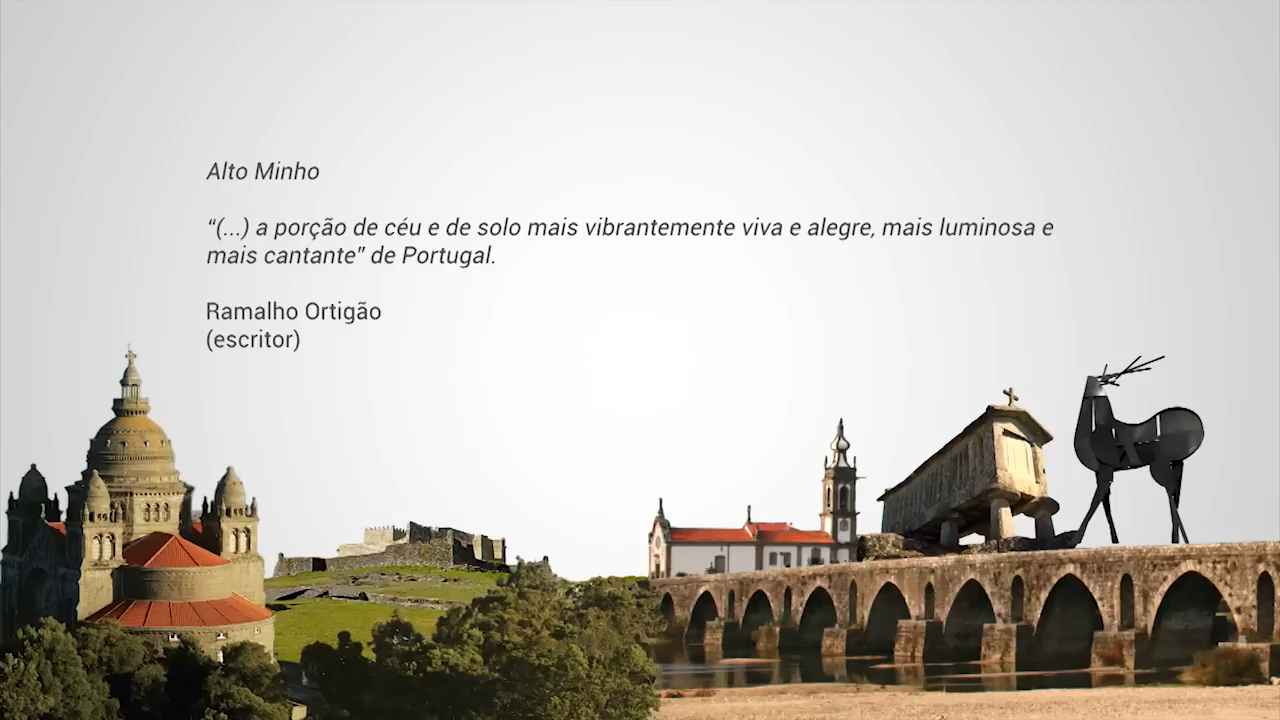 Alto Minho
“(...) a porção de céu e de solo mais vibrantemente viva e alegre, mais luminosa e
mais cantante” de Portugal.
Ramalho Ortigão
(escritor)